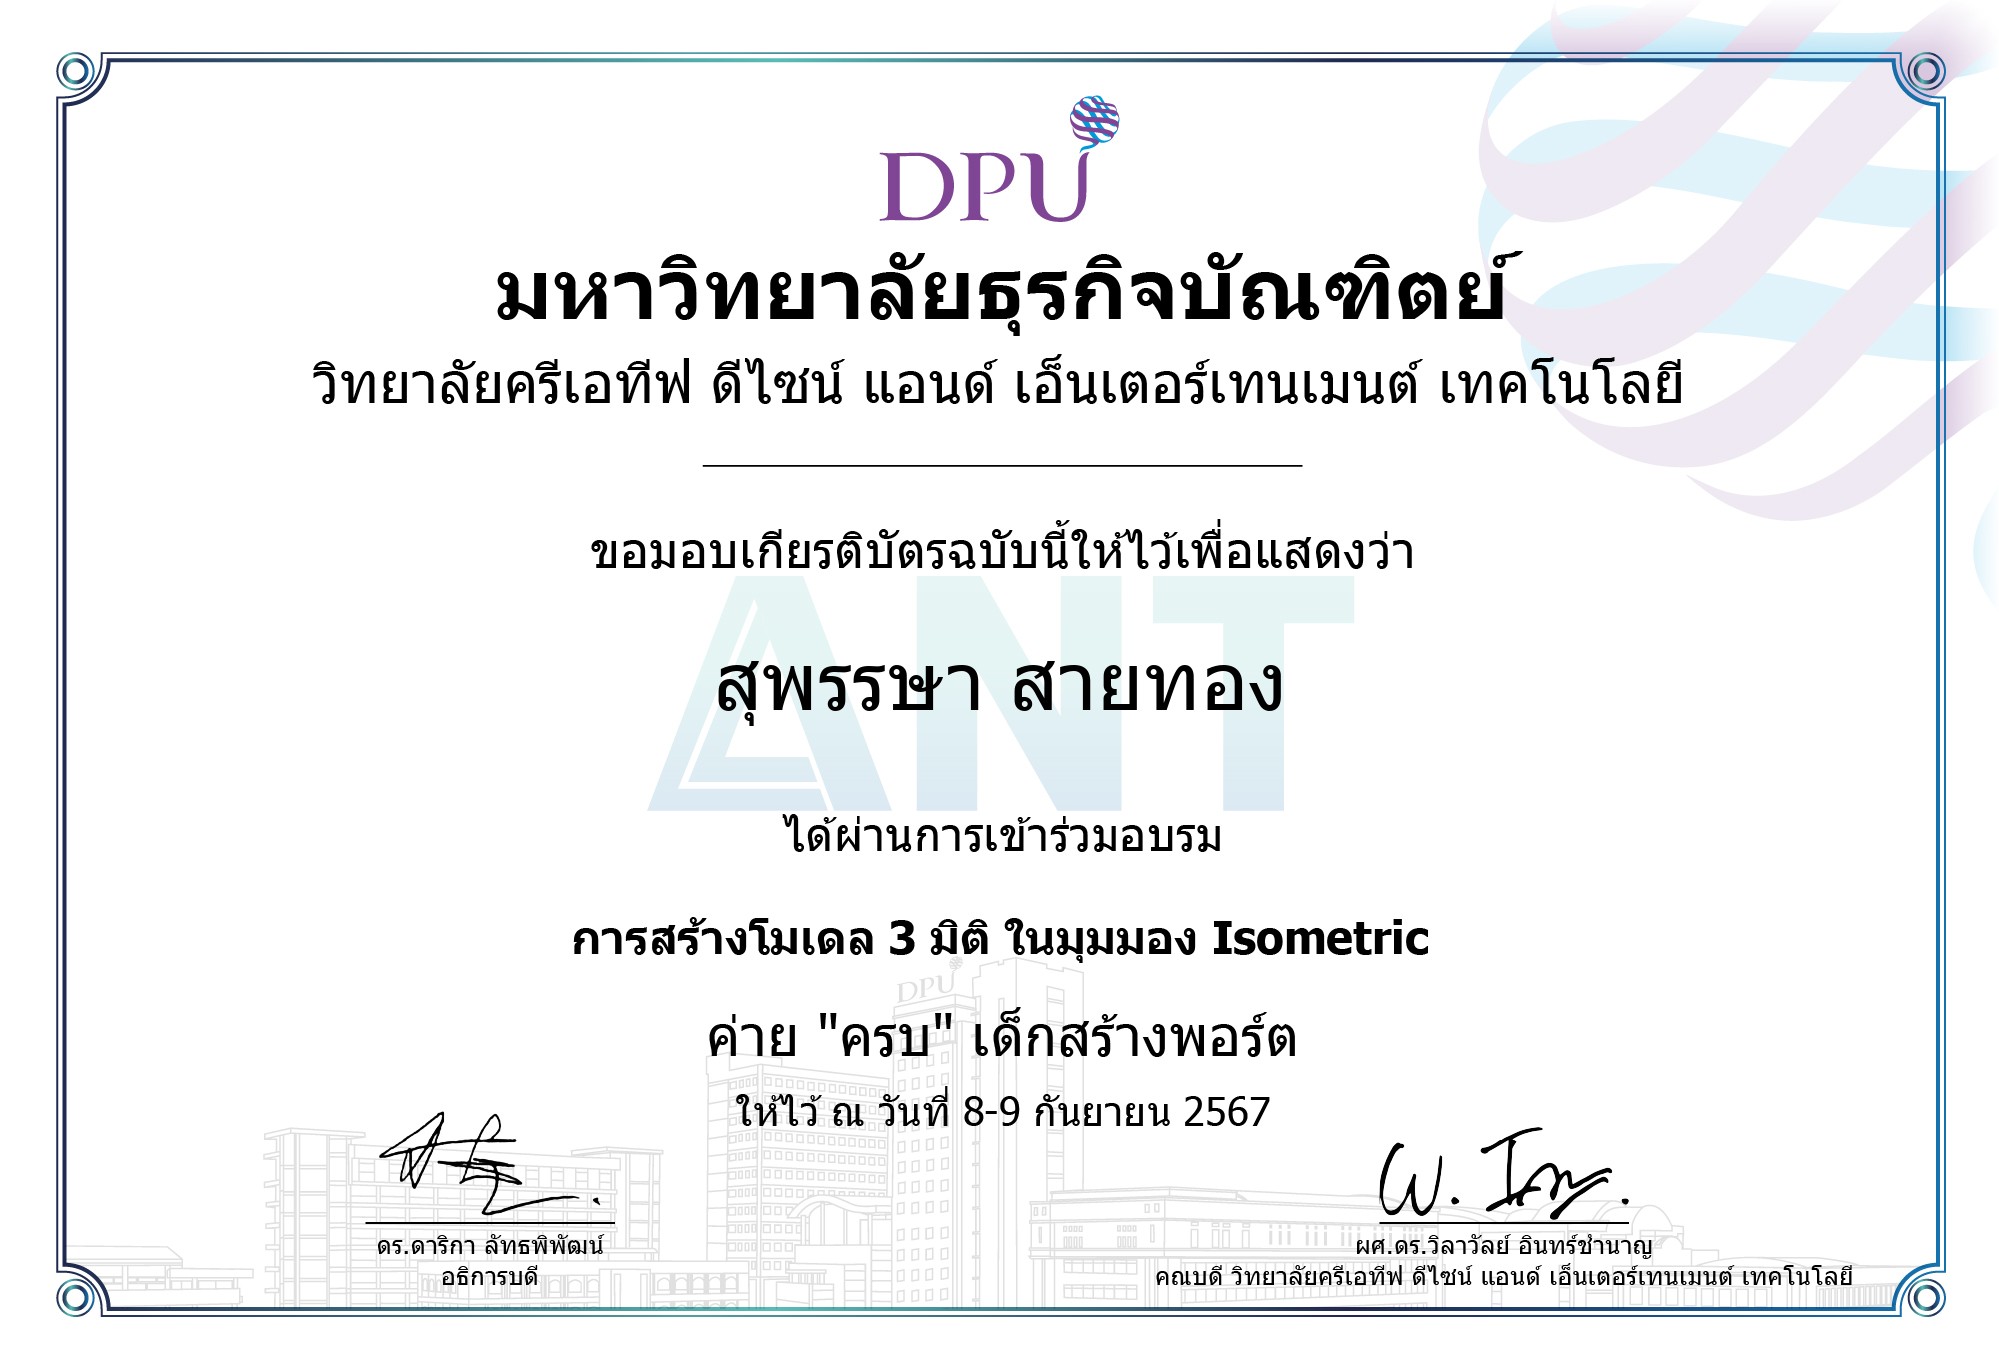 DPU
มหาวิทยาลัยธุรกิจบัณฑิตย์
วิทยาลัยครีเอทีฟ ดีไซน์ แอนด์ เอ็นเตอร์เทนเมนต์ เทคโนโลยี
ขอมอบเกียรติบัตรฉบับนี้ให้ไว้เพื่อแสดงว่า
ANT
สุพรรษา สายทอง
ได้ผ่านการเข้าร่วมอบรม
การสร้างโมเดล 3 มิติ ในมุมมอง Isometric
DPU
ค่าย "ครบ" เด็กสร้างพอร์ต
ให้ไว้ ณ วันที่ 8-9 กันยายน 2567
ดร.ดาริกา ลัทธพิพัฒน์
อธิการบดี
ผศ.ดร.วิลาวัลย์ อินทร์ชำนาญ
คณบดี วิทยาลัยครีเอทีฟ ดีไซน์ แอนด์ เอ็นเตอร์เทนเมนต์ เทคโนโลยี